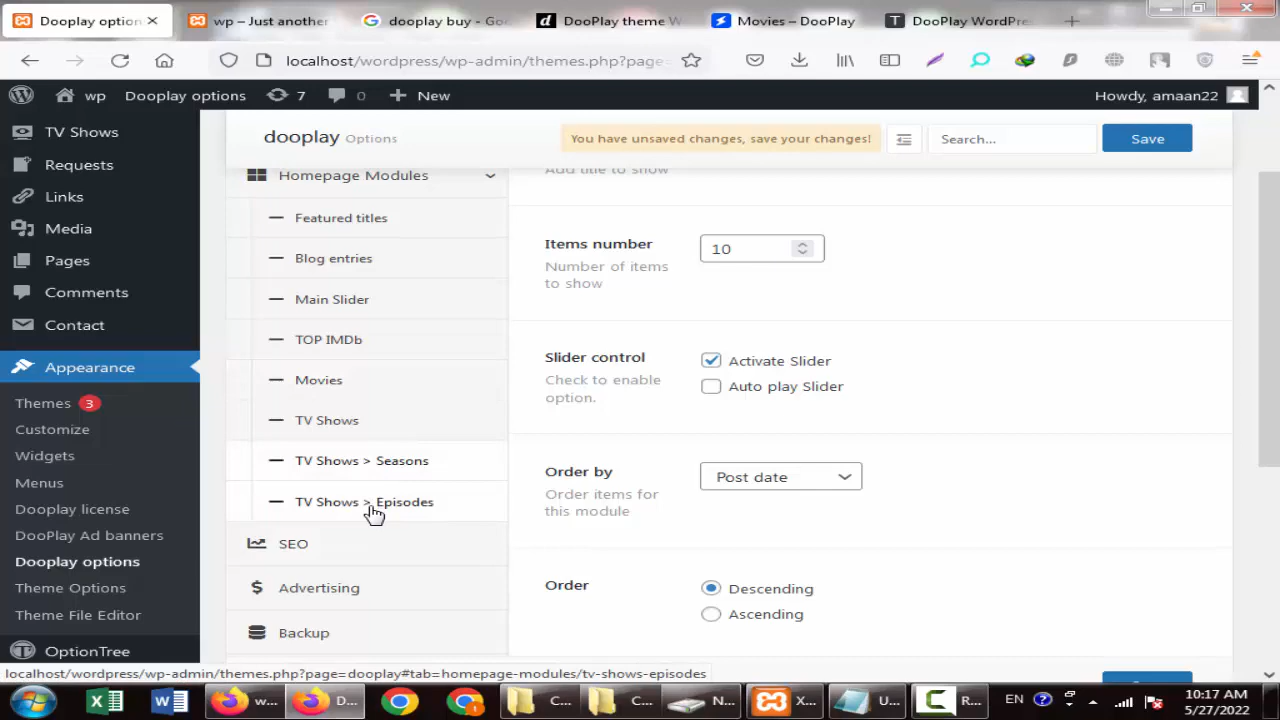 Dooplay option
wp – Just another
dooplay buy - Go
DooPlay theme W
Movies – DooPlay
DooPlay WordPre
localhost/wordpress/wp-admin/themes.php?page=
wp
Dooplay options
7
0
New
Howdy, amaan22
TV Shows
Requests
Links
Media
Pages
Comments
Contact
Appearance
Themes 3
Customize
Widgets
Menus
Dooplay license
DooPlay Ad banners
Dooplay options
Theme Options
Theme File Editor
OptionTree
dooplay Options
You have unsaved changes, save your changes!
Search...
Save
Homepage Modules
Featured titles
Blog entries
Main Slider
TOP IMDb
Movies
TV Shows
TV Shows > Seasons
TV Shows > Episodes
SEO
Advertising
Backup
Add title to show
Items number
Number of items
to show
10
Slider control
Check to enable
option.
Activate Slider
Auto play Slider
Order by
Order items for
this module
Post date
Order
Descending
Ascending
localhost/wordpress/wp-admin/themes.php?page=dooplay#tab=homepage-modules/tv-shows-episodes
w...
D...
C...
C...
N...
X...
U...
R...
EN
10:17 AM
5/27/2022